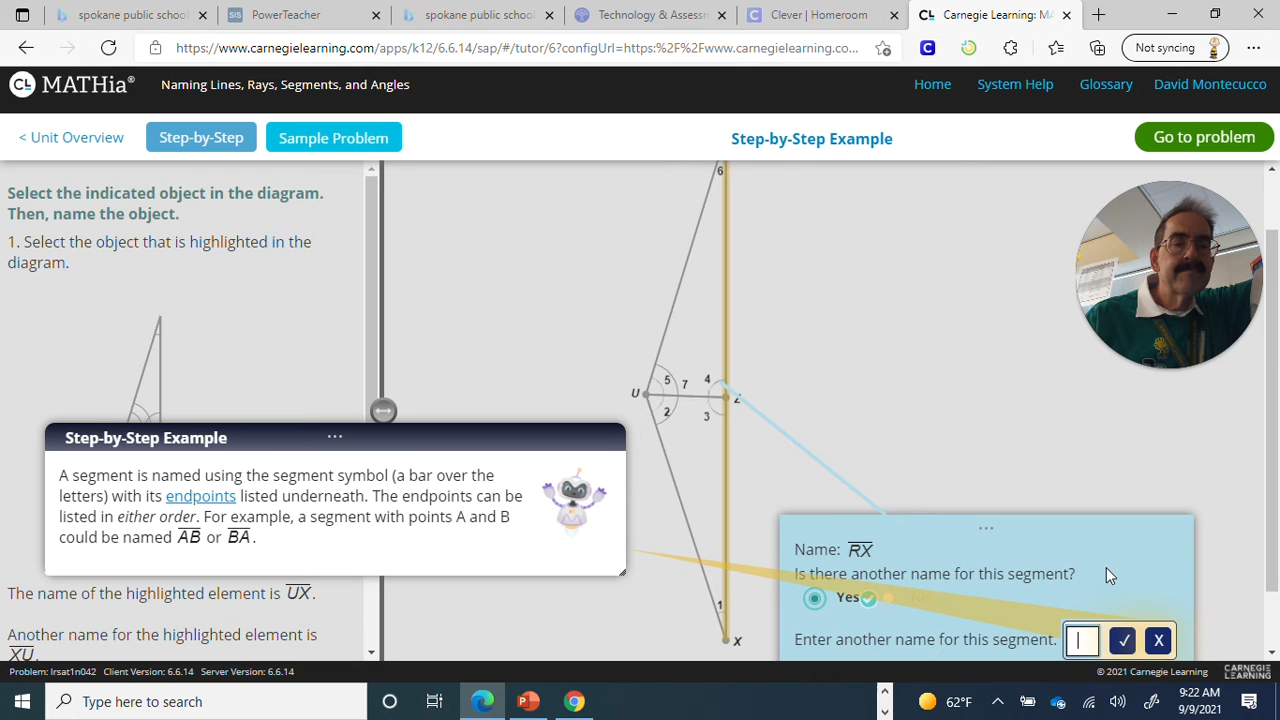 spokane public school
PowerTeacher
spokane public school
Technology & Assessm
Clever | Homeroom
Carnegie Learning: MA
https://www.carnegielearning.com/apps/k12/6.6.14/sap/#/tutor/6?configUrl=https:%2F%2Fwww.carnegielearning.co...
Not syncing
CL MATHia®
Naming Lines, Rays, Segments, and Angles
Home
System Help
Glossary
David Montecucco
< Unit Overview
Step-by-Step
Sample Problem
Step-by-Step Example
Go to problem
Select the indicated object in the diagram.
Then, name the object.
1. Select the object that is highlighted in the
diagram.
6
5
7
4
U
2
3
Z
1
X
Step-by-Step Example
A segment is named using the segment symbol (a bar over the
letters) with its endpoints listed underneath. The endpoints can be
listed in either order. For example, a segment with points A and B
could be named AB or BA.
The name of the highlighted element is UX.
Another name for the highlighted element is
XU.
Name: RX
Is there another name for this segment?
Yes
No
Enter another name for this segment.
X
Problem: lrsat1n042 Client Version: 6.6.14 Server Version: 6.6.14
© 2021 Carnegie Learning
CARNEGIE
LEARNING
Type here to search
62°F
9:22 AM
9/9/2021